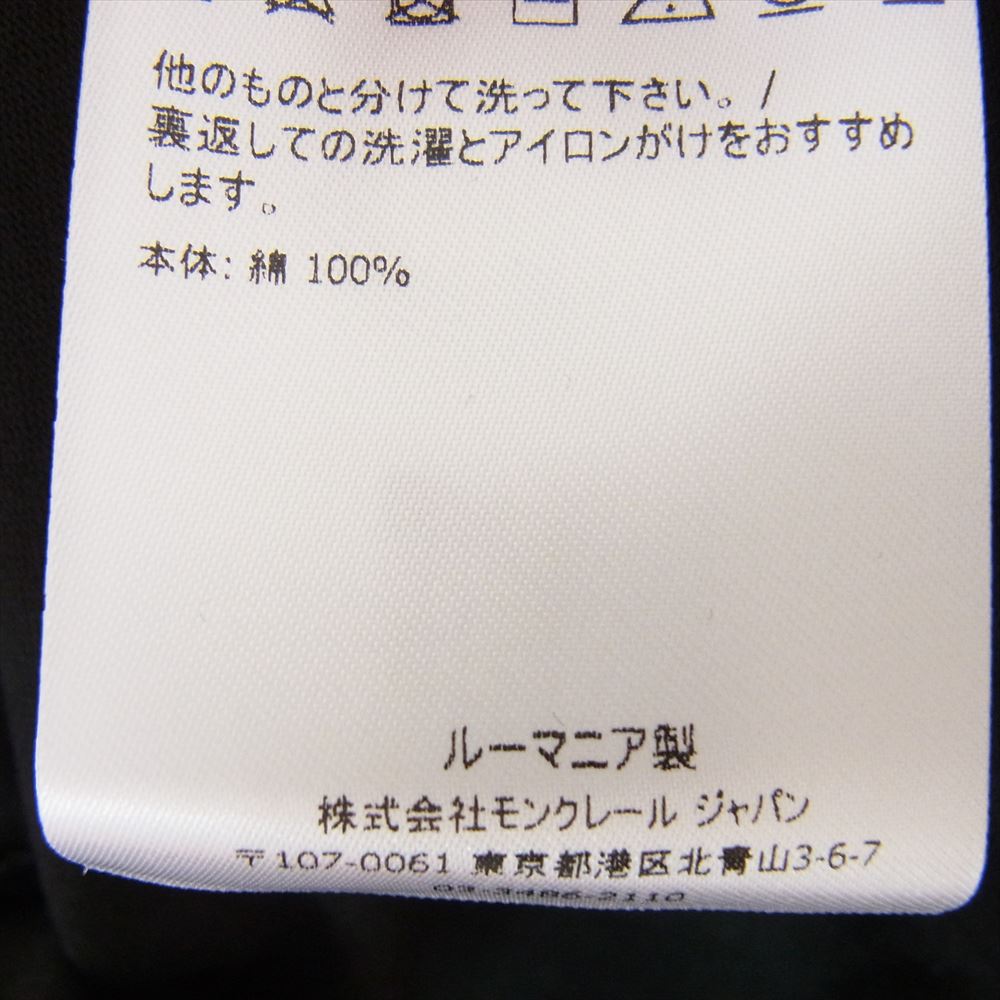 他のものと分けて洗って下さい。/
裏返しての洗濯とアイロンがけをおすすめ
します。
本体: 綿 100%
ルーマニア製
株式会社モンクレール ジャパン
〒107-0061 東京都港区北青山3-6-7